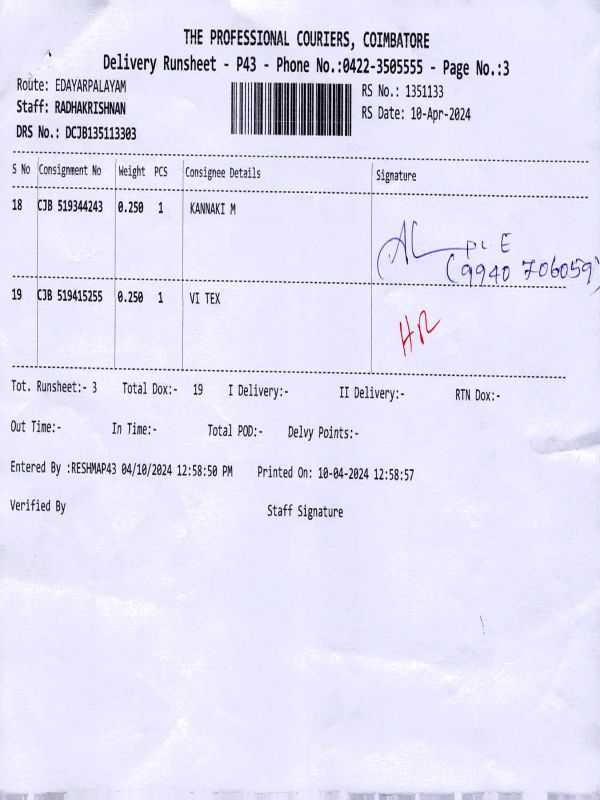 THE PROFESSIONAL COURIERS, COIMBATORE
Delivery Runsheet - P43 - Phone No.:0422-3505555 - Page No.:3
Route: EDAYARPALAYAM
RS No.: 1351133
Staff: RADHAKRISHNAN
RS Date: 10-Apr-2024
DRS No.: DCJB135113303
S No Consignment No Weight PCS Consignee Details Signature
18 CJB 519344243 0.250 1 KANNAKI M
(9940 706059)
19 CJB 519415255 0.250 1 VI TEX
Tot. Runsheet:- 3 Total Dox:- 19 I Delivery:- II Delivery:- RTN Dox:-
Out Time:- In Time:- Total POD:- Delvy Points:-
Entered By :RESHMAP43 04/10/2024 12:58:50 PM Printed On: 10-04-2024 12:58:57
Verified By Staff Signature